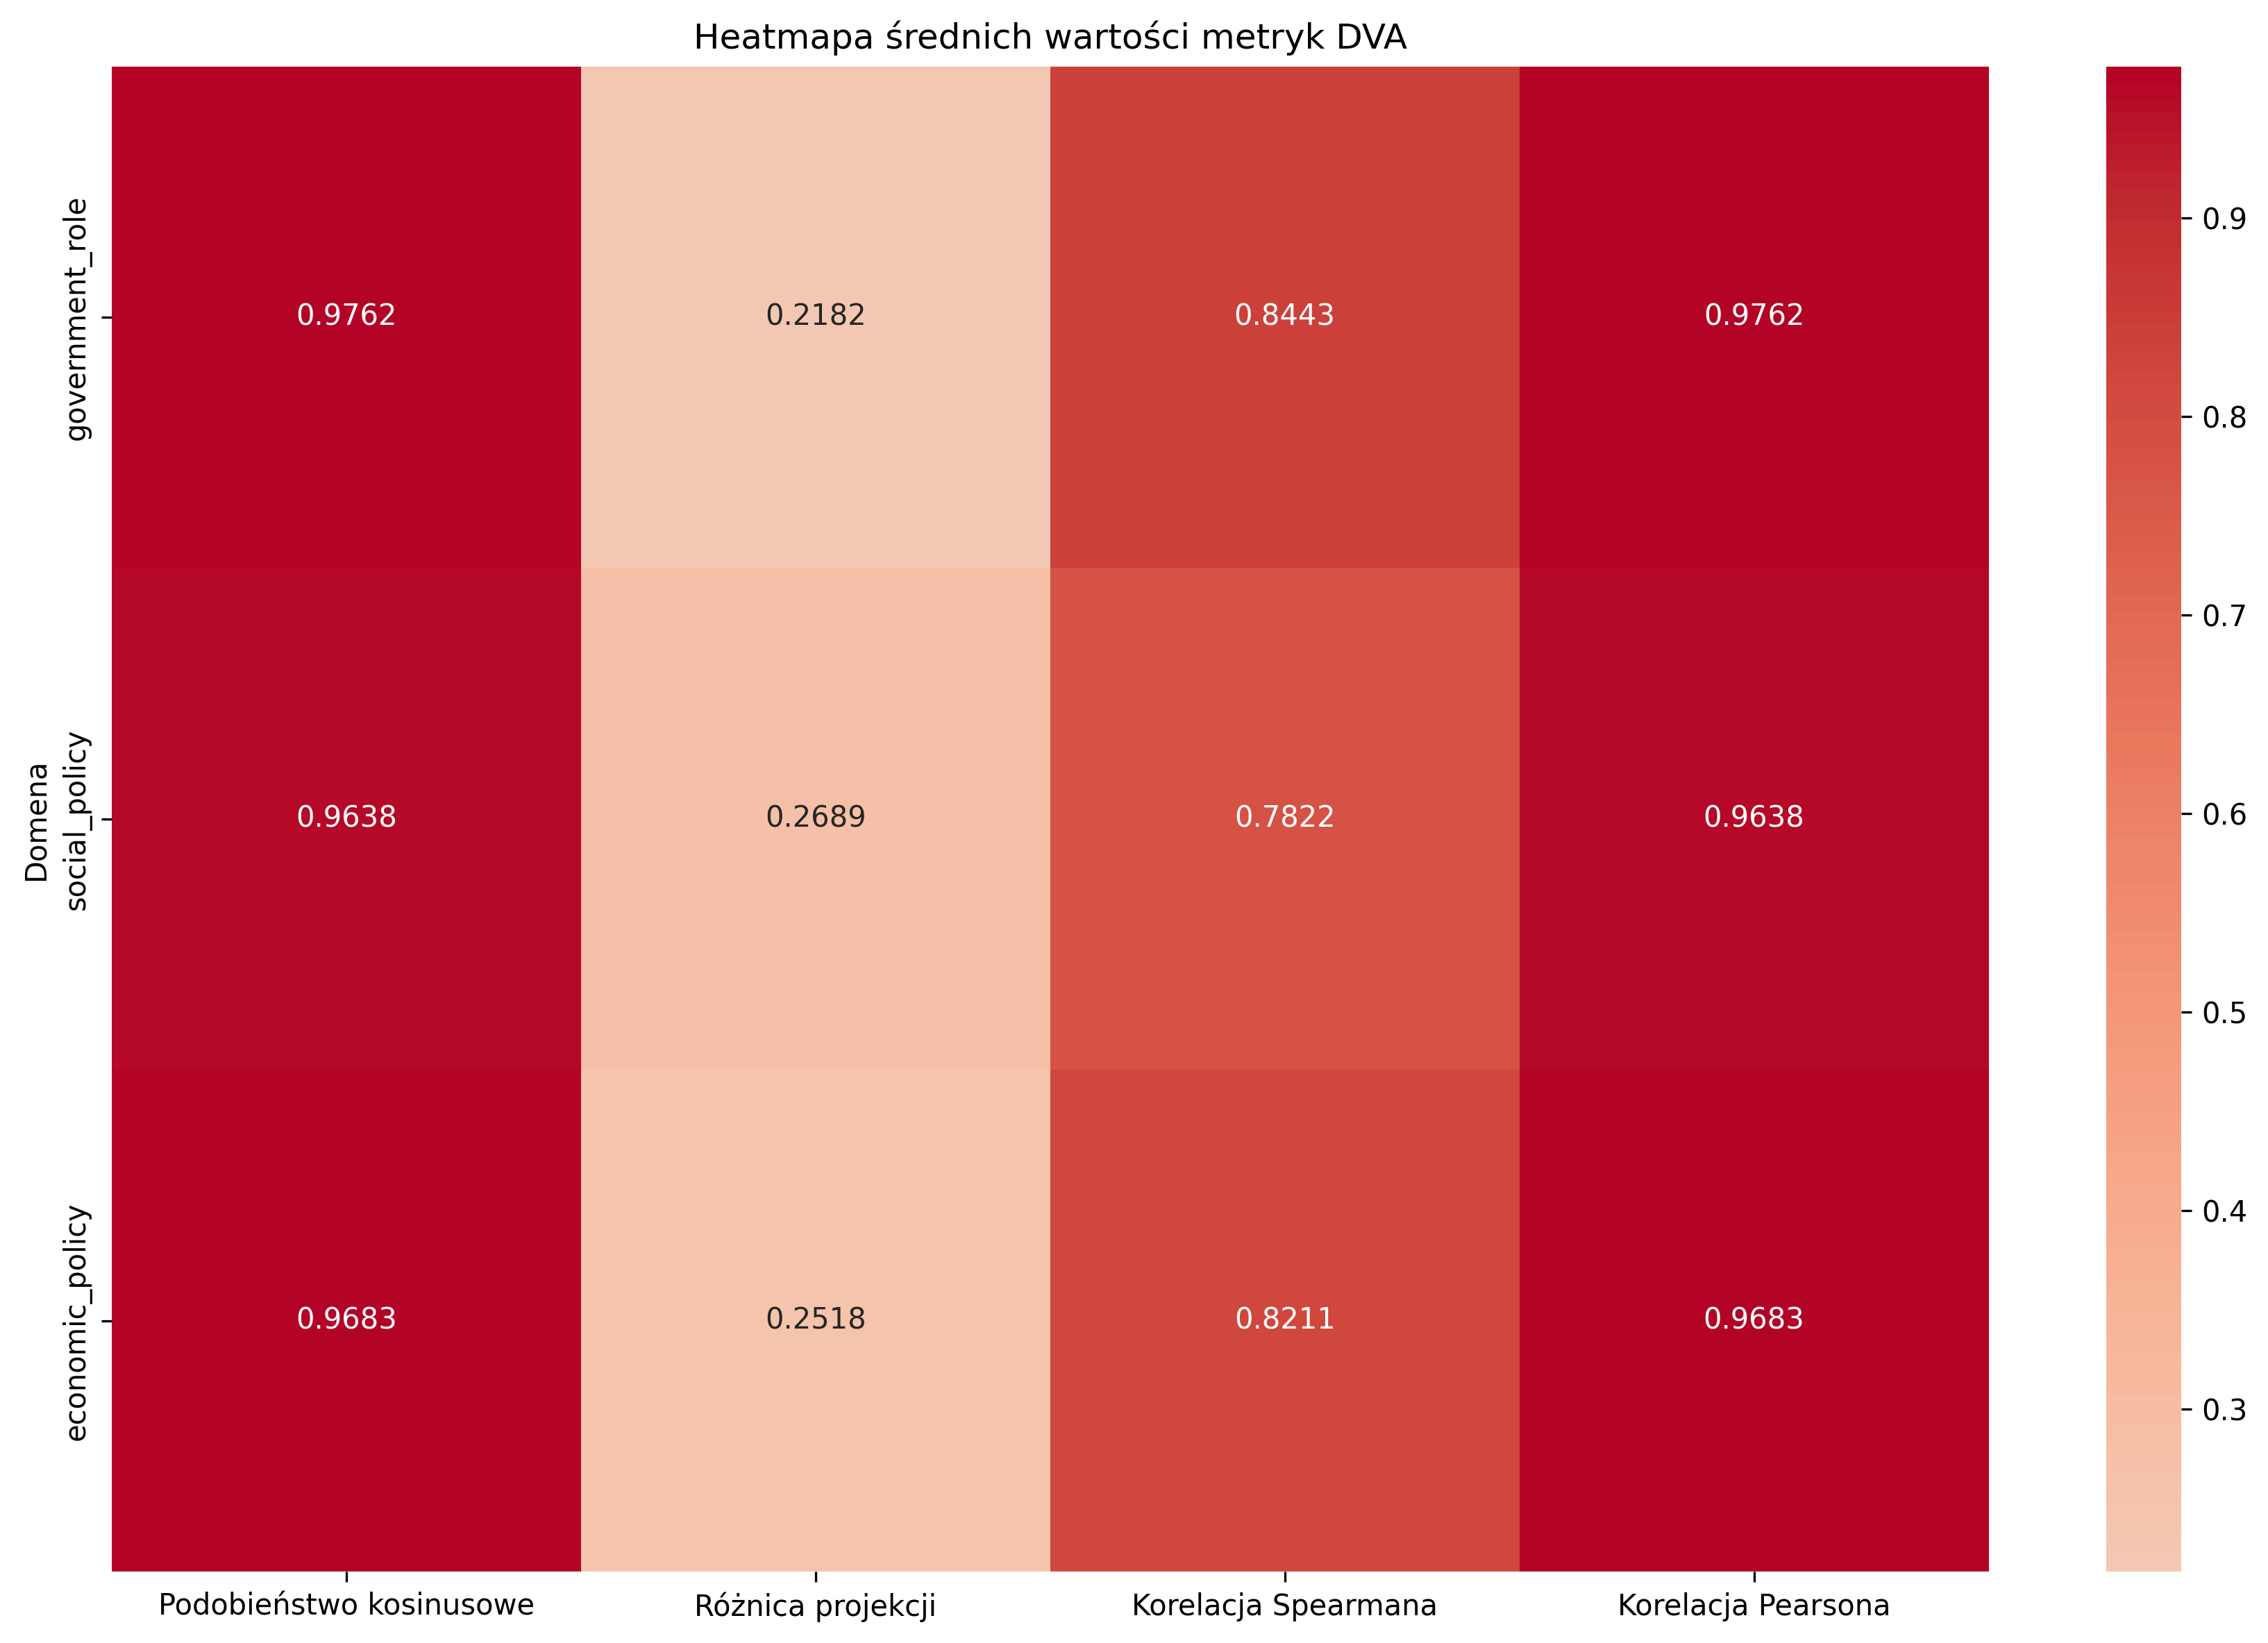 Heatmapa średnich wartości metryk DVA
Domena
government_role
0.9762 0.2182 0.8443 0.9762
social_policy
0.9638 0.2689 0.7822 0.9638
economic_policy
0.9683 0.2518 0.8211 0.9683
Podobieństwo kosinusowe
Różnica projekcji
Korelacja Spearmana
Korelacja Pearsona
0.9
0.8
0.7
0.6
0.5
0.4
0.3